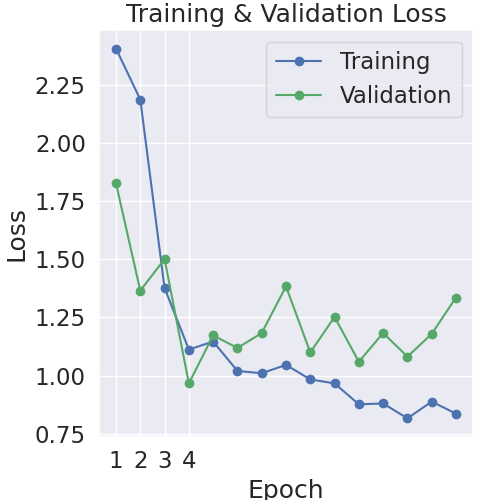 Training & Validation Loss
Training
Validation
Loss
2.25
2.00
1.75
1.50
1.25
1.00
0.75
1 2 3 4
Epoch